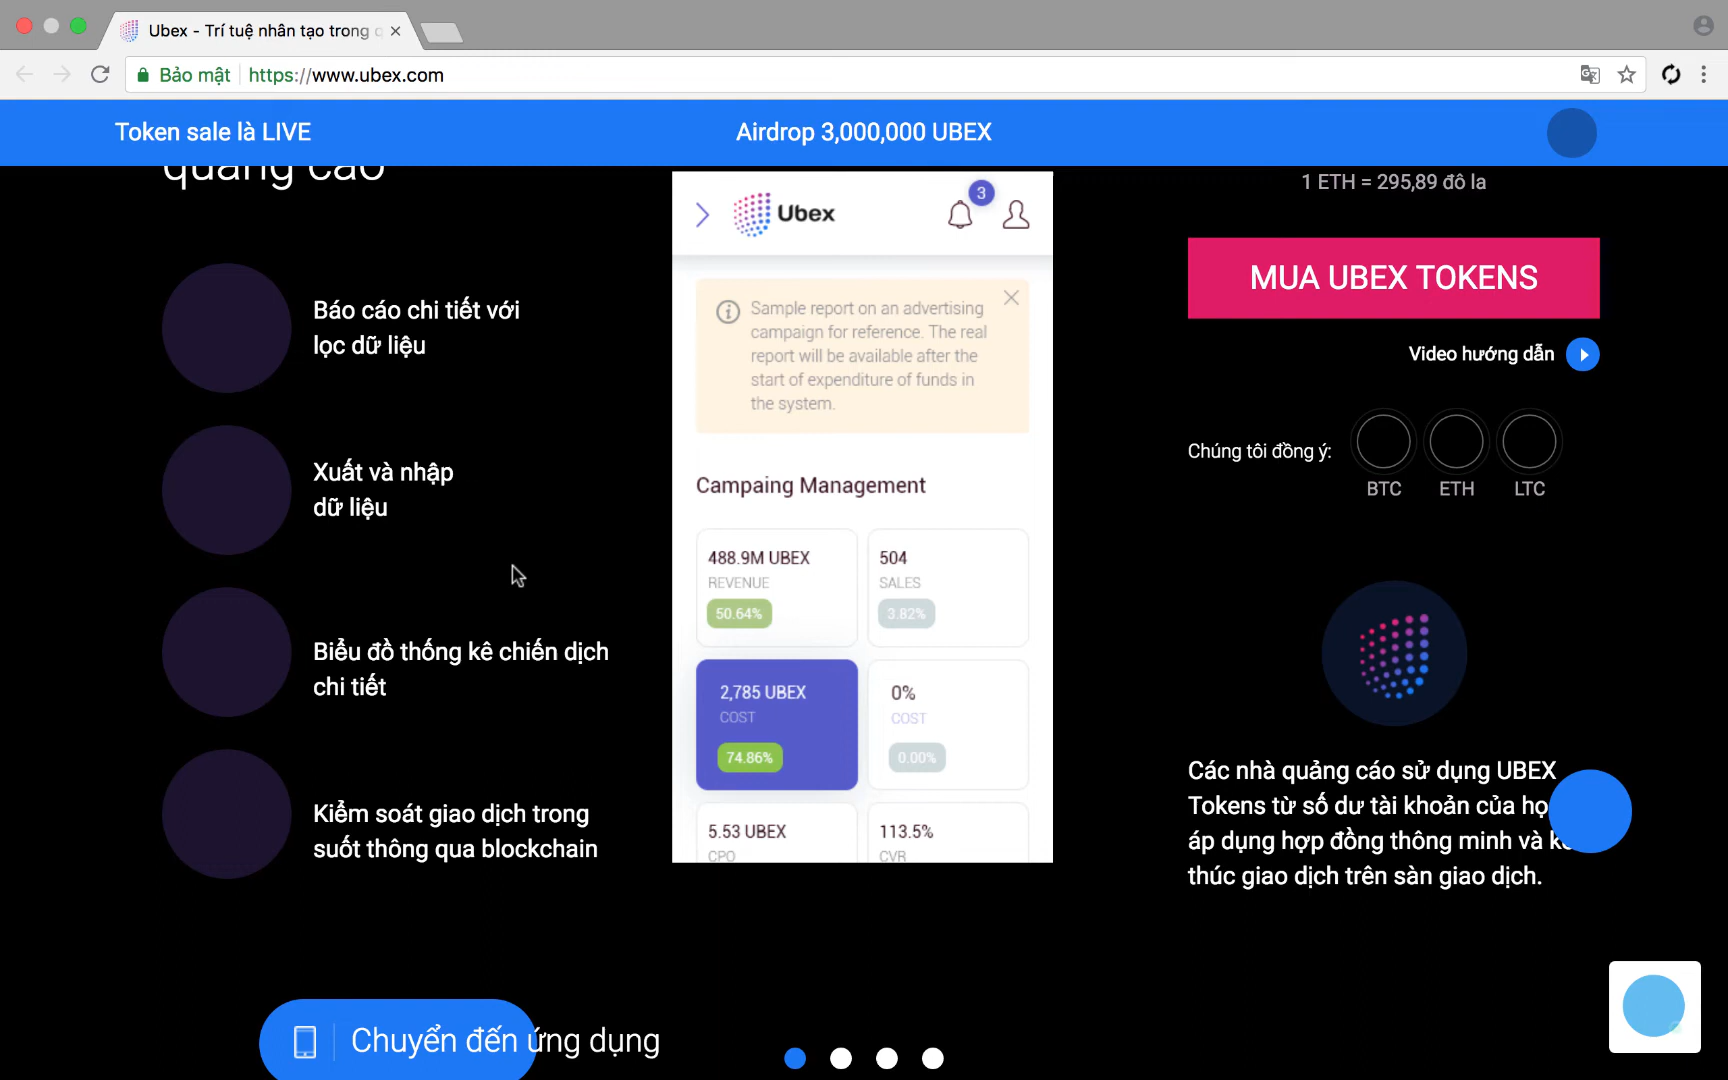 Ubex - Trí tuệ nhân tạo trong q
Bảo mật
https://www.ubex.com
Token sale là LIVE
Airdrop 3,000,000 UBEX
quảng cáo
Báo cáo chi tiết với
lọc dữ liệu
Xuất và nhập
dữ liệu
Biểu đồ thống kê chiến dịch
chi tiết
Kiểm soát giao dịch trong
suốt thông qua blockchain
Chuyển đến ứng dụng
Ubex
3
Sample report on an advertising
campaign for reference. The real
report will be available after the
start of expenditure of funds in
the system.
Campaing Management
488.9M UBEX
REVENUE
50.64%
504
SALES
3.82%
2,785 UBEX
COST
74.86%
0%
COST
0.00%
5.53 UBEX
CPO
113.5%
CVR
1 ETH = 295,89 đô la
MUA UBEX TOKENS
Video hướng dẫn
Chúng tôi đồng ý:
BTC
ETH
LTC
Các nhà quảng cáo sử dụng UBEX
Tokens từ số dư tài khoản của họ
áp dụng hợp đồng thông minh và
thúc giao dịch trên sàn giao dịch.